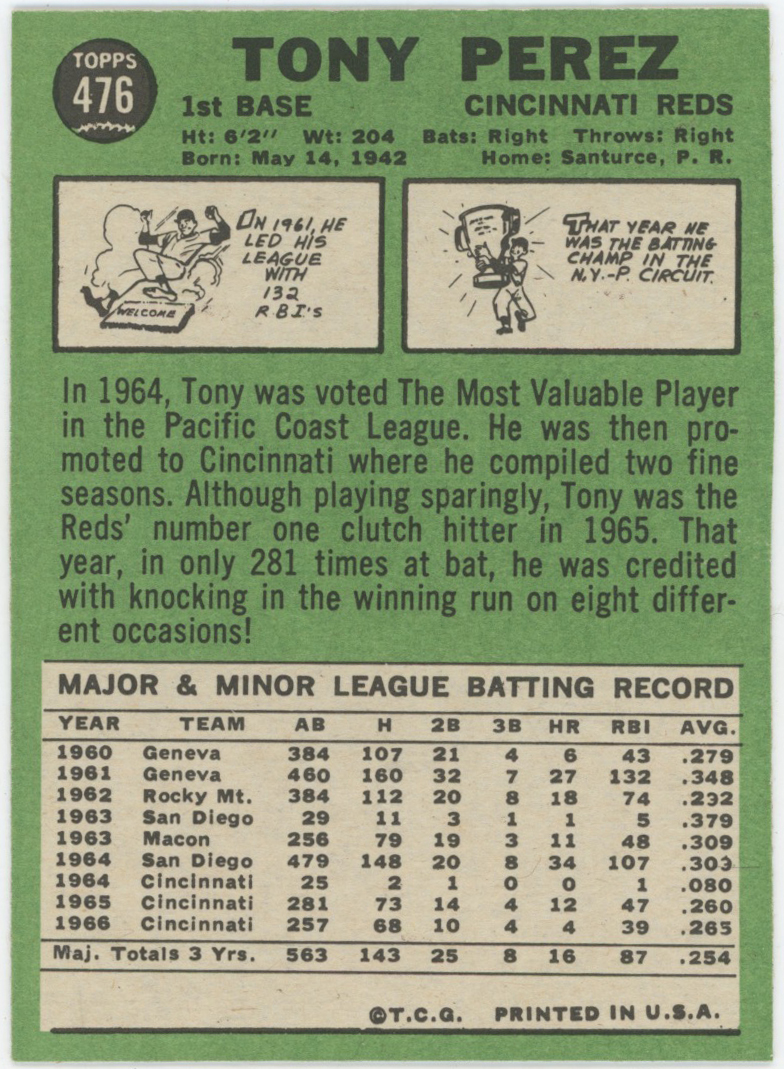 TOPPS
476
TONY PEREZ
1st BASE CINCINNATI REDS
Ht: 6'2" Wt: 204 Bats: Right Throws: Right
Born: May 14, 1942 Home: Santurce, P. R.
ON 1961, HE
LED HIS
LEAGUE
WITH
132
RBI's
WELCOME
THAT YEAR HE
WAS THE BATTING
CHAMP IN THE
N.Y.-P. CIRCUIT.
In 1964, Tony was voted The Most Valuable Player
in the Pacific Coast League. He was then pro-
moted to Cincinnati where he compiled two fine
seasons. Although playing sparingly, Tony was the
Reds' number one clutch hitter in 1965. That
year, in only 281 times at bat, he was credited
with knocking in the winning run on eight differ-
ent occasions!
MAJOR & MINOR LEAGUE BATTING RECORD
YEAR TEAM AB H 2B 3B HR RBI AVG.
1960 Geneva 384 107 21 4 6 43 .279
1961 Geneva 460 160 32 7 27 132 .348
1962 Rocky Mt. 384 112 20 8 18 74 .292
1963 San Diego 29 11 3 1 1 5 .379
1963 Macon 256 79 19 3 11 48 .309
1964 San Diego 479 148 20 8 34 107 .303
1964 Cincinnati 25 2 1 0 0 1 .080
1965 Cincinnati 281 73 14 4 12 47 .260
1966 Cincinnati 257 68 10 4 4 39 .265
Maj. Totals 3 Yrs. 563 143 25 8 16 87 .254
©T.C.G. PRINTED IN U.S.A.